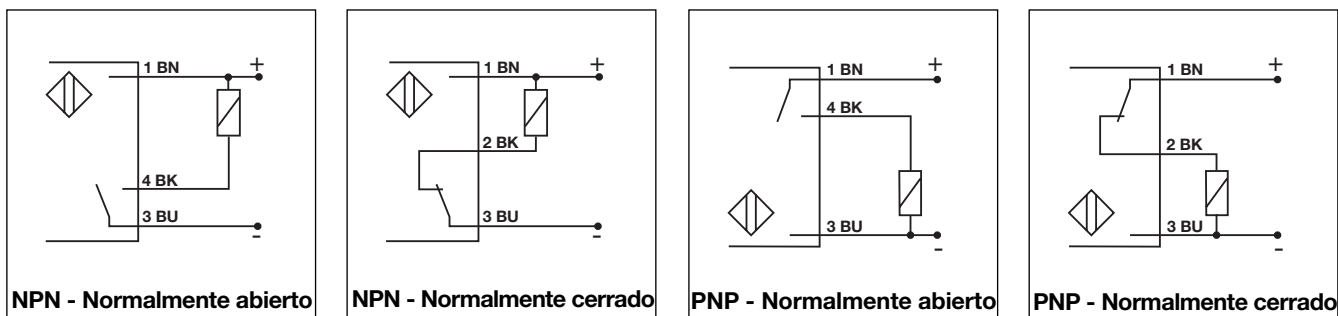 1 BN
+
4 BK
3 BU
-
NPN - Normalmente abierto
1 BN
+
2 BK
3 BU
-
NPN - Normalmente cerrado
1 BN
+
4 BK
3 BU
-
PNP - Normalmente abierto
1 BN
+
2 BK
3 BU
-
PNP - Normalmente cerrado